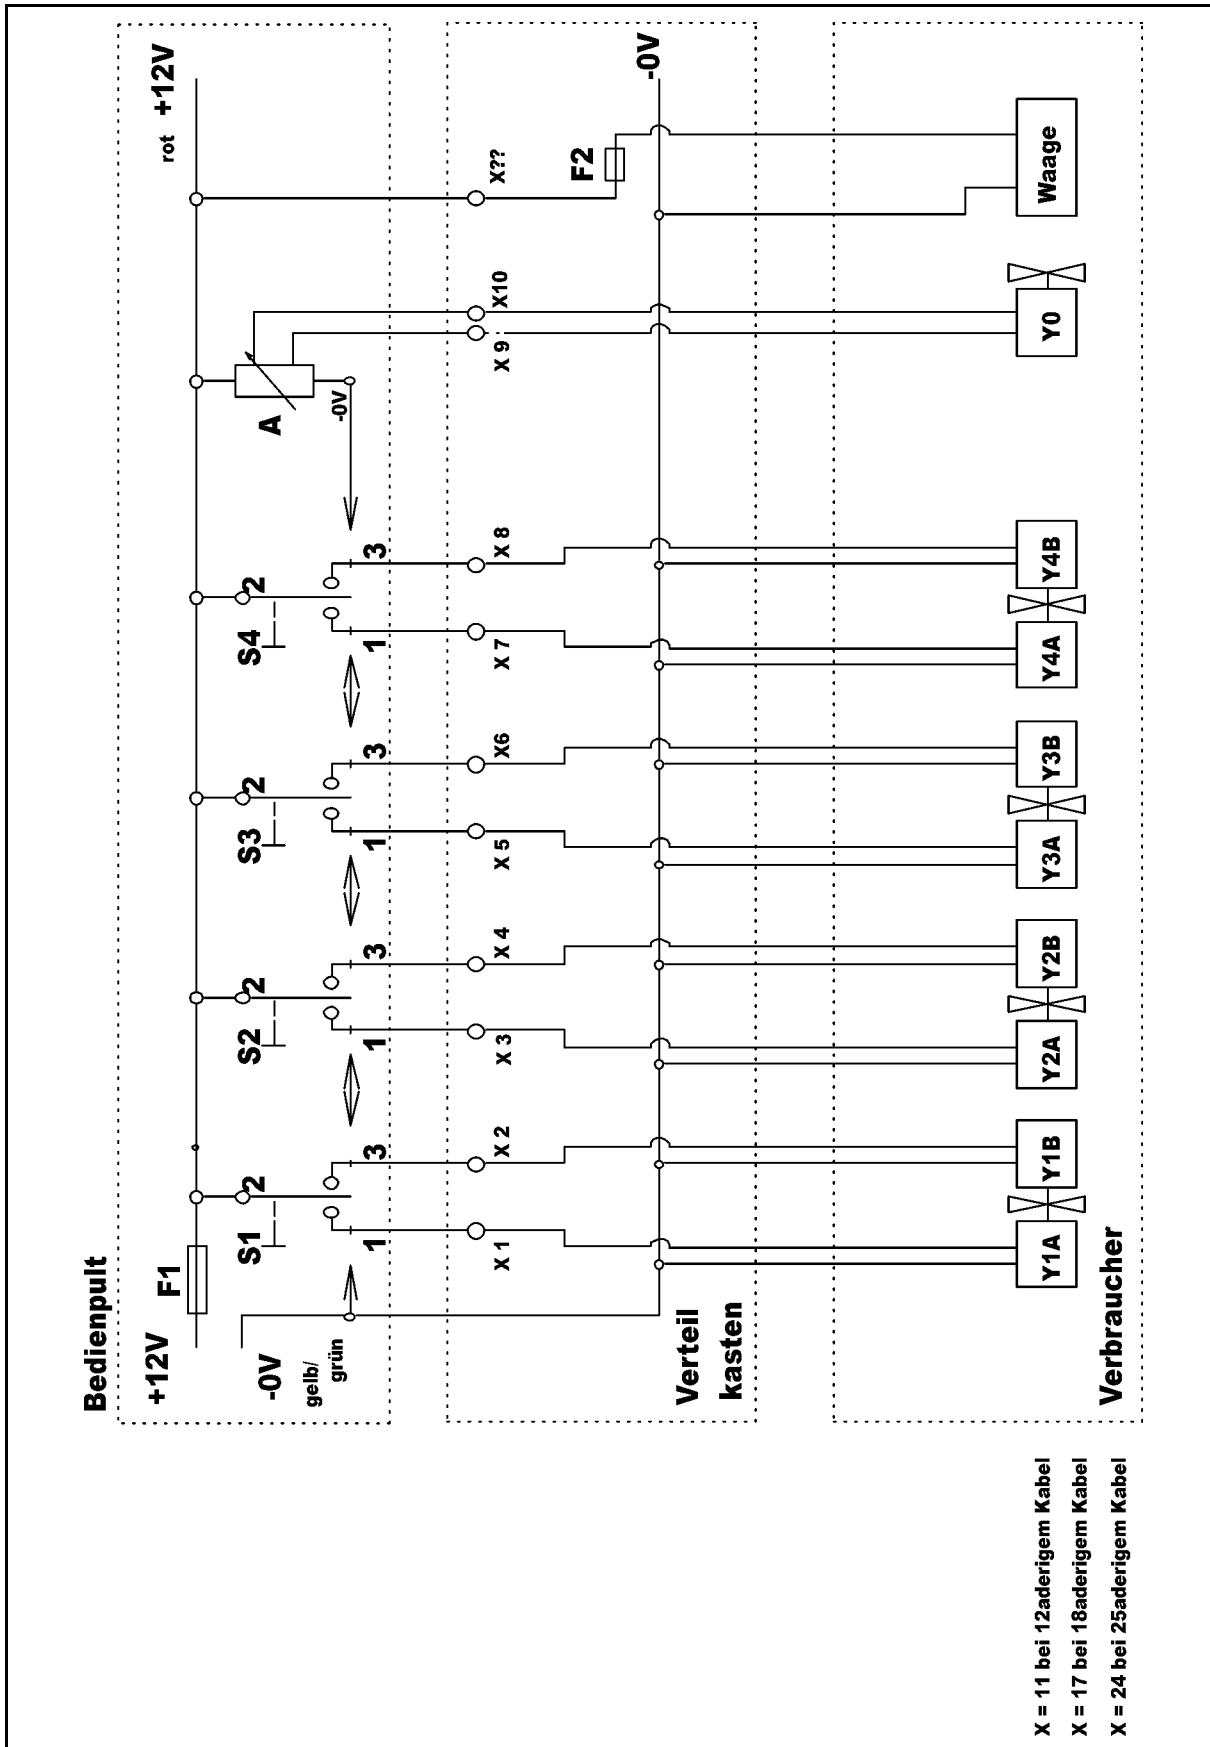 Bedienpult
+12V
F1
rot +12V
-0V
gelb/
grün
S1
2
1
3
S2
2
1
3
S3
2
1
3
S4
2
1
3
A
-0V
X 1
X 2
X 3
X 4
X 5
X6
X 7
X 8
X 9
X10
X??
F2
-0V
Verteil
kasten
Y1A
Y1B
Y2A
Y2B
Y3A
Y3B
Y4A
Y4B
Y0
Waage
Verbraucher
X = 11 bei 12aderigem Kabel
X = 17 bei 18aderigem Kabel
X = 24 bei 25aderigem Kabel